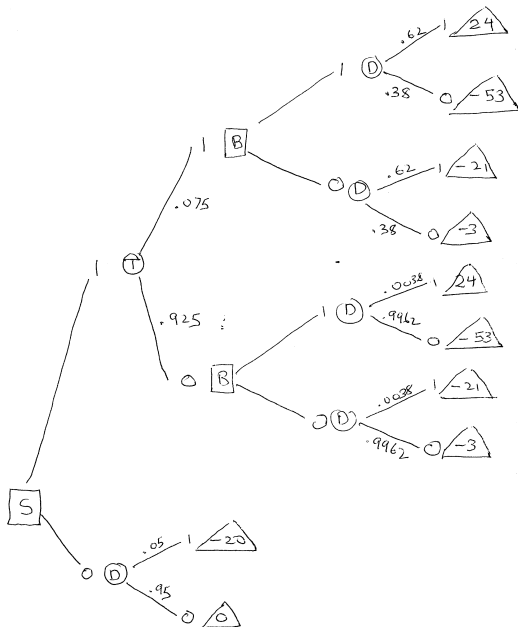 .62 1 24
1 D
.38 0 -53
1 B
.62 1 -21
0 D
.38 0 -3
.075
1 T
.0038 1 24
1 D
.9962 0 -53
.925
0 B
.0038 1 -21
0 D
.9962 0 -3
S
.05 1 -20
0 D
.95 0 0